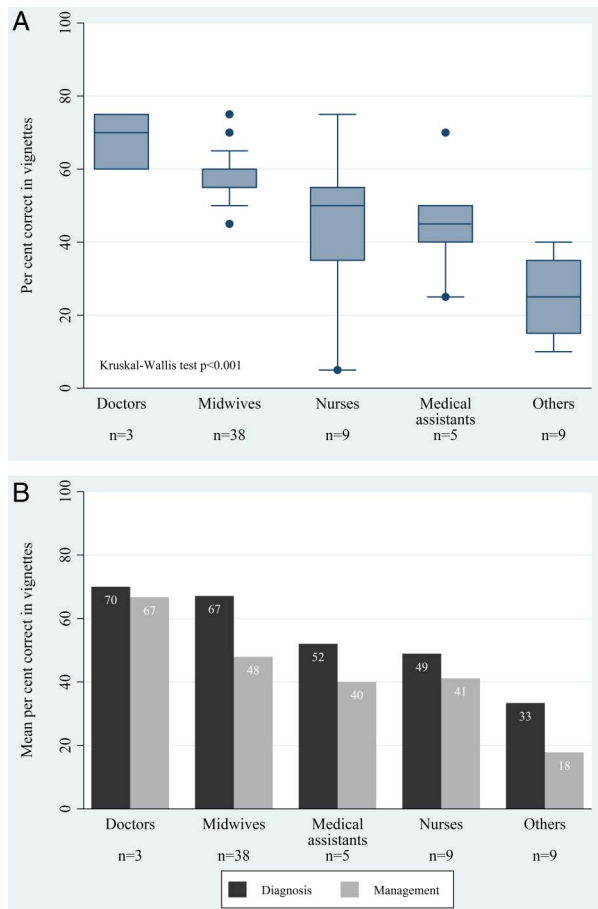 A
Per cent correct in vignettes
100
80
60
40
20
0
Kruskal-Wallis test p<0.001
Doctors Midwives Nurses Medical assistants Others
n=3 n=38 n=9 n=5 n=9
B
Mean per cent correct in vignettes
100
80
60
40
20
0
70 67 67 48 52 40 49 41 33 18
Doctors Midwives Medical assistants Nurses Others
n=3 n=38 n=5 n=9 n=9
Diagnosis Management